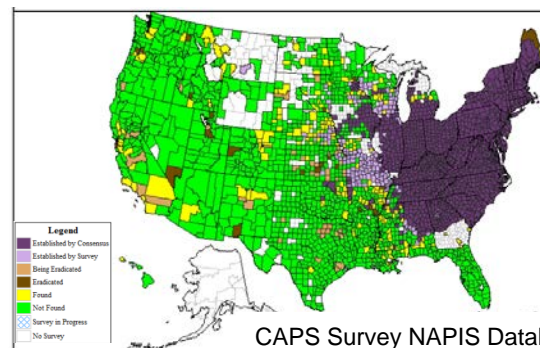 Legend
Established by Consensus
Established by Survey
Being Eradicated
Eradicated
Found
Not Found
Survey in Progress
No Survey
CAPS Survey NAPIS Datab